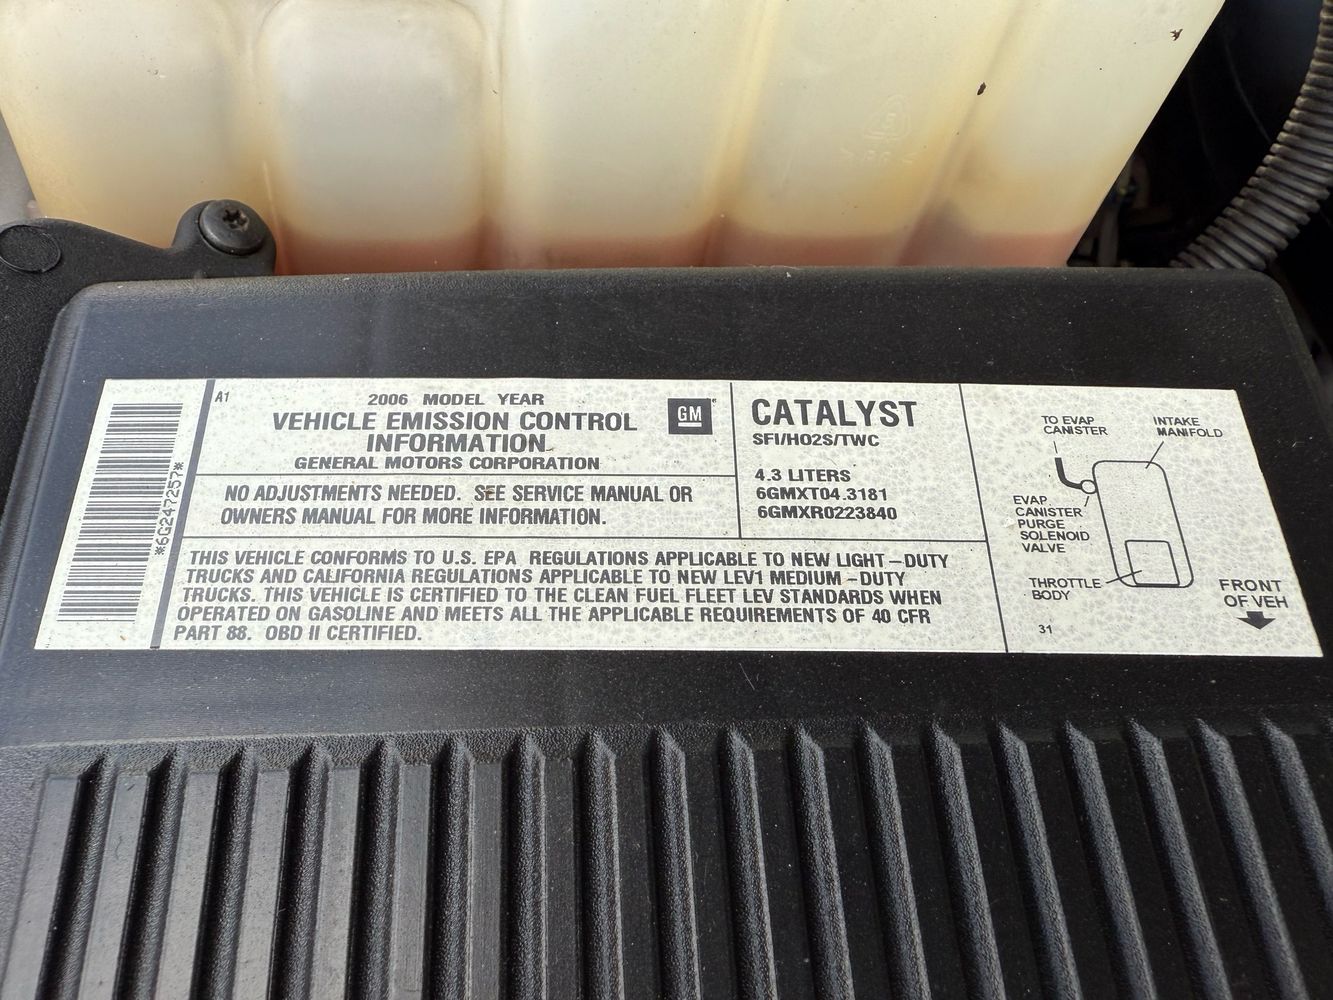 A1
2006 MODEL YEAR
VEHICLE EMISSION CONTROL
INFORMATION
GENERAL MOTORS CORPORATION
GM
NO ADJUSTMENTS NEEDED. SEE SERVICE MANUAL OR
OWNERS MANUAL FOR MORE INFORMATION.
CATALYST
SFI/HO2S/TWC
4.3 LITERS
6GMXT04.3181
6GMXR0223840
THIS VEHICLE CONFORMS TO U.S. EPA REGULATIONS APPLICABLE TO NEW LIGHT-DUTY
TRUCKS AND CALIFORNIA REGULATIONS APPLICABLE TO NEW LEV1 MEDIUM-DUTY
TRUCKS. THIS VEHICLE IS CERTIFIED TO THE CLEAN FUEL FLEET LEV STANDARDS WHEN
OPERATED ON GASOLINE AND MEETS ALL THE APPLICABLE REQUIREMENTS OF 40 CFR
PART 88. OBD II CERTIFIED.
*6G247257*
TO EVAP
CANISTER
INTAKE
MANIFOLD
EVAP
CANISTER
PURGE
SOLENOID
VALVE
THROTTLE
BODY
FRONT
OF VEH
31